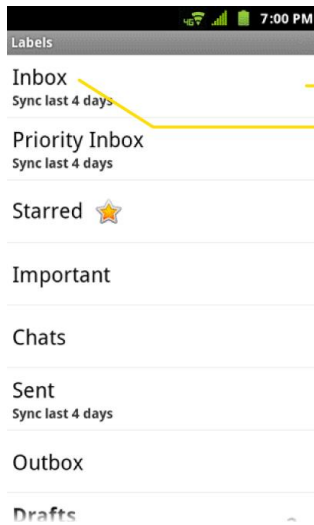 4G 7:00 PM
Labels
Inbox
Sync last 4 days
Priority Inbox
Sync last 4 days
Starred
Important
Chats
Sent
Sync last 4 days
Outbox
Drafts